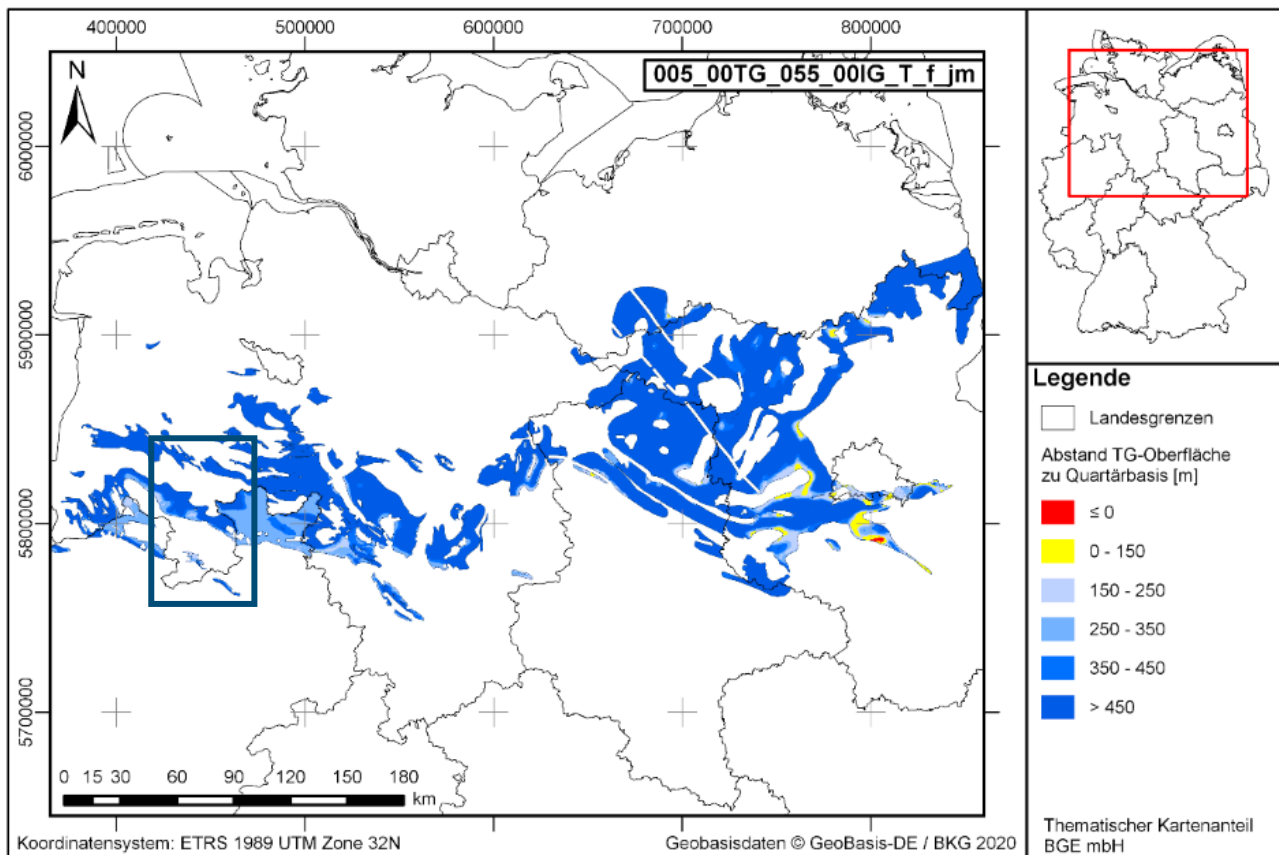 400000 500000 600000 700000 800000
N
005_00TG_055_00IG_T_f_jm
6000000
5900000
5800000
5700000
0 15 30 60 90 120 150 180
km
Koordinatensystem: ETRS 1989 UTM Zone 32N
Geobasisdaten © GeoBasis-DE / BKG 2020
Legende
Landesgrenzen
Abstand TG-Oberfläche
zu Quartärbasis [m]
≤ 0
0 - 150
150 - 250
250 - 350
350 - 450
> 450
Thematischer Kartenanteil
BGE mbH